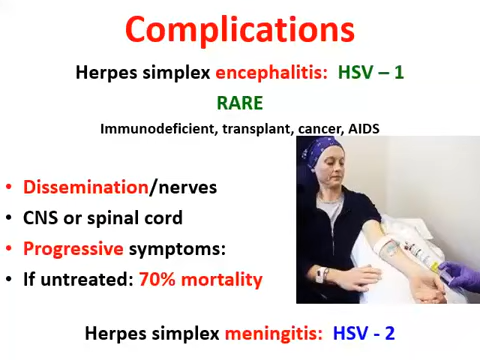 Complications
Herpes simplex encephalitis: HSV – 1
RARE
Immunodeficient, transplant, cancer, AIDS
• Dissemination/nerves
• CNS or spinal cord
• Progressive symptoms:
• If untreated: 70% mortality
Herpes simplex meningitis: HSV - 2